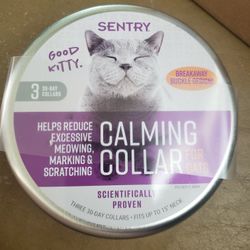 SENTRY
GOOD
KITTY.
BREAKAWAY
BUCKLE DESIGN
3 30-DAY
COLLARS
HELPS REDUCE
EXCESSIVE
MEOWING,
MARKING &
SCRATCHING
CALMING
COLLAR FOR
CATS
SCIENTIFICALLY
PROVEN
THREE 30 DAY COLLARS • FITS UP TO 15" NECK